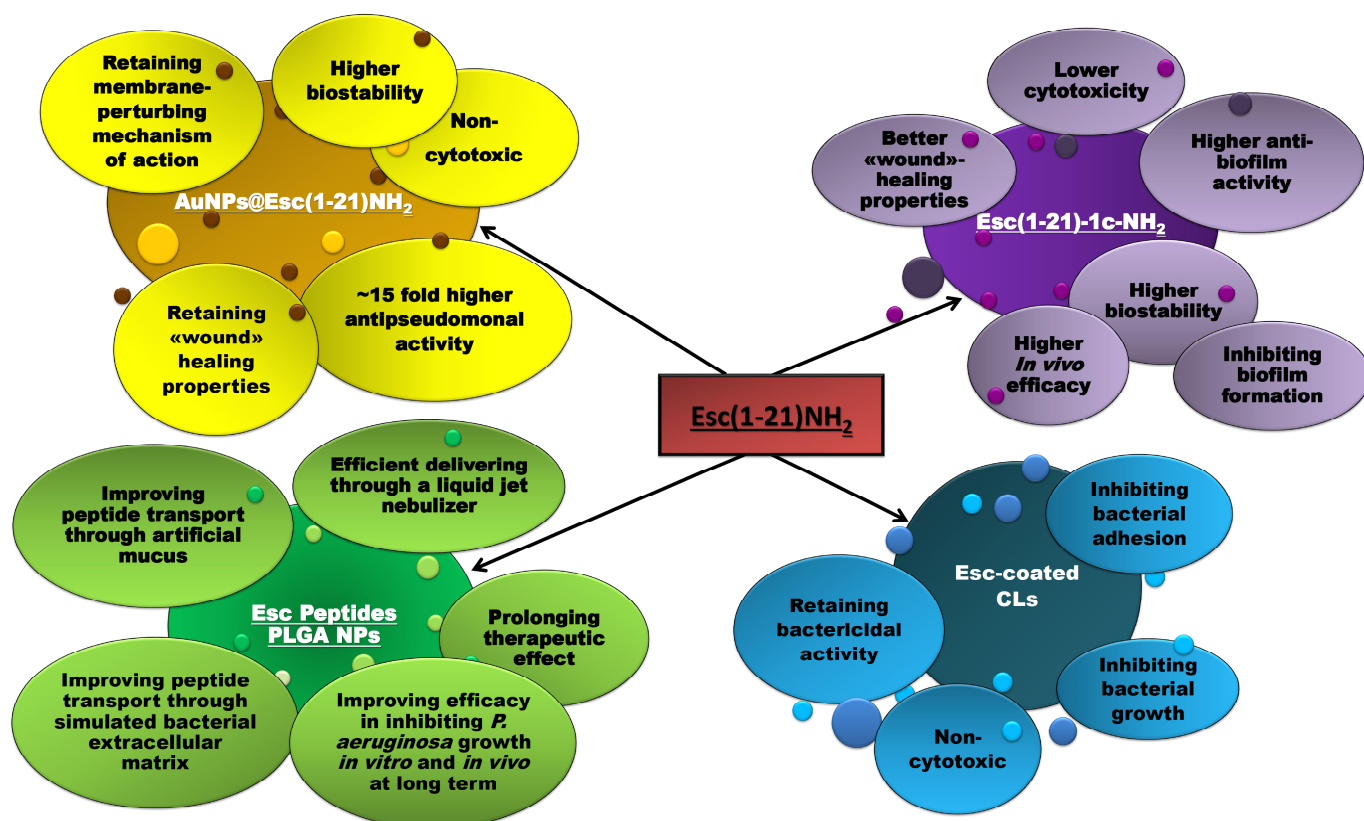 Retaining
membrane-
perturbing
mechanism
of action
Higher
biostability
Non-
cytotoxic
AuNPs@Esc(1-21)NH₂
Retaining
«wound»
healing
properties
~15 fold higher
antipseudomonal
activity
Lower
cytotoxicity
Better
«wound»-
healing
properties
Higher anti-
biofilm
activity
Esc(1-21)-1c-NH₂
Higher
biostability
Higher
In vivo
efficacy
Inhibiting
biofilm
formation
Esc(1-21)NH₂
Efficient delivering
through a liquid jet
nebulizer
Improving
peptide transport
through artificial
mucus
Esc Peptides
PLGA NPs
Prolonging
therapeutic
effect
Improving peptide
transport through
simulated bacterial
extracellular
matrix
Improving efficacy
in inhibiting P.
aeruginosa growth
in vitro and in vivo
at long term
Inhibiting
bacterial
adhesion
Esc-coated
CLs
Retaining
bactericidal
activity
Inhibiting
bacterial
growth
Non-
cytotoxic